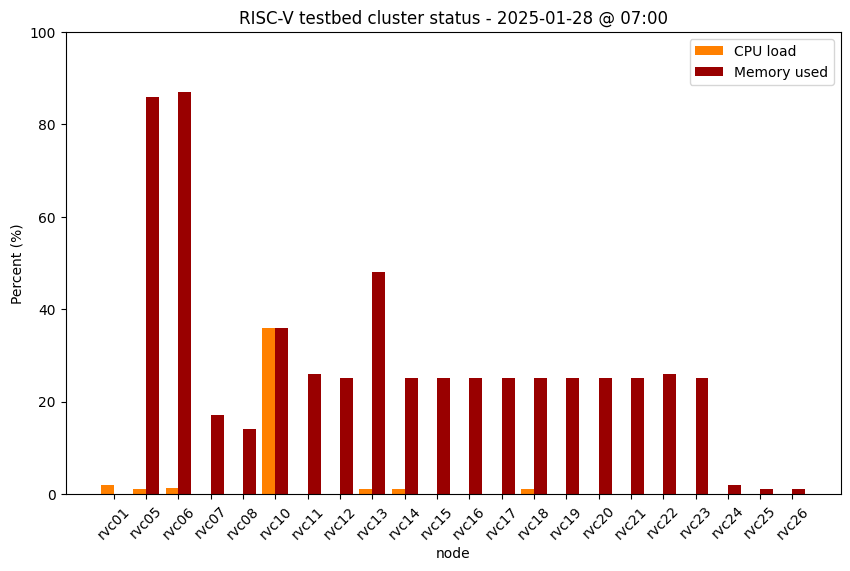 RISC-V testbed cluster status - 2025-01-28 @ 07:00
CPU load
Memory used
Percent (%)
100
80
60
40
20
0
rvc01 rvc05 rvc06 rvc07 rvc08 rvc10 rvc11 rvc12 rvc13 rvc14 rvc15 rvc16 rvc17 rvc18 rvc19 rvc20 rvc21 rvc22 rvc23 rvc24 rvc25 rvc26
node